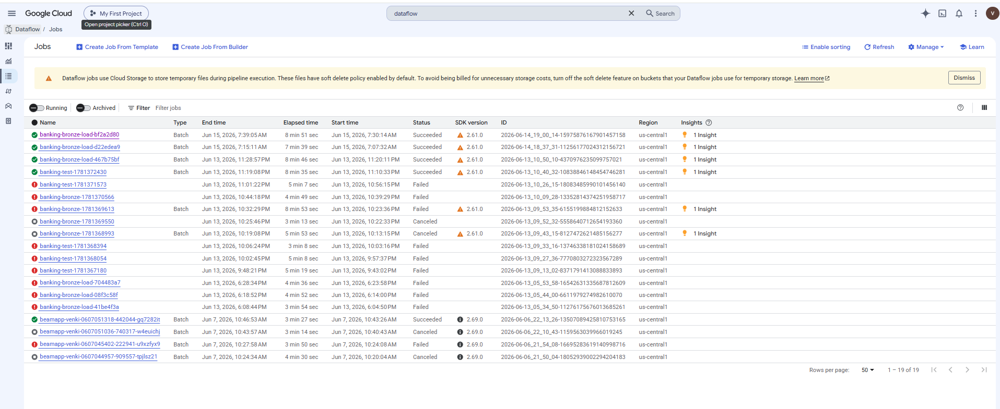 Google Cloud My First Project dataflow Search V
Open project picker (Ctrl O)
Dataflow / Jobs
Jobs Create Job From Template Create Job From Builder Enable sorting Refresh Manage Learn
Dataflow jobs use Cloud Storage to store temporary files during pipeline execution. These files have soft delete policy enabled by default. To avoid being billed for unnecessary storage costs, turn off the soft delete feature on buckets that your Dataflow jobs use for temporary storage. Learn more Dismiss
Running Archived Filter Filter jobs
Name Type End time Elapsed time Start time Status SDK version ID Region Insights
banking-bronze-load-bf2a2d80 Batch Jun 15, 2026, 7:39:05 AM 8 min 51 sec Jun 15, 2026, 7:30:14 AM Succeeded 2.61.0 2026-06-14_19_00_14-15975876167901457158 us-central1 1 Insight
banking-bronze-load-d22edea9 Batch Jun 15, 2026, 7:15:11 AM 7 min 39 sec Jun 15, 2026, 7:07:32 AM Succeeded 2.61.0 2026-06-14_18_37_31-11256177024312156721 us-central1 1 Insight
banking-bronze-load-467b75bf Batch Jun 13, 2026, 11:28:57 PM 8 min 46 sec Jun 13, 2026, 11:20:11 PM Succeeded 2.61.0 2026-06-13_10_50_10-4370976235099757021 us-central1 1 Insight
banking-test-1781372430 Batch Jun 13, 2026, 11:19:08 PM 8 min 35 sec Jun 13, 2026, 11:10:33 PM Succeeded 2.61.0 2026-06-13_10_40_32-10838846148454746281 us-central1 1 Insight
banking-test-1781371573 Jun 13, 2026, 11:01:22 PM 5 min 7 sec Jun 13, 2026, 10:56:15 PM Failed 2026-06-13_10_26_15-18083485990101456140 us-central1
banking-bronze-1781370566 Jun 13, 2026, 10:44:18 PM 4 min 49 sec Jun 13, 2026, 10:39:29 PM Failed 2026-06-13_10_09_28-13352814374251958717 us-central1
banking-bronze-1781369613 Batch Jun 13, 2026, 10:32:29 PM 8 min 53 sec Jun 13, 2026, 10:23:36 PM Failed 2.61.0 2026-06-13_09_53_35-6155199884812152633 us-central1 1 Insight
banking-bronze-1781369550 Jun 13, 2026, 10:25:46 PM 3 min 13 sec Jun 13, 2026, 10:22:33 PM Canceled 2026-06-13_09_52_32-5558640712654193360 us-central1
banking-bronze-1781368993 Batch Jun 13, 2026, 10:19:08 PM 5 min 53 sec Jun 13, 2026, 10:13:15 PM Canceled 2.61.0 2026-06-13_09_43_15-8127472621485156277 us-central1 1 Insight
banking-test-1781368394 Jun 13, 2026, 10:06:24 PM 3 min 8 sec Jun 13, 2026, 10:03:16 PM Failed 2026-06-13_09_33_16-13746338181024158689 us-central1
banking-test-1781368054 Jun 13, 2026, 10:02:45 PM 5 min 8 sec Jun 13, 2026, 9:57:37 PM Failed 2026-06-13_09_27_36-7770803272323567289 us-central1
banking-test-1781367180 Jun 13, 2026, 9:48:21 PM 5 min 19 sec Jun 13, 2026, 9:43:02 PM Failed 2026-06-13_09_13_02-8371791413088833893 us-central1
banking-bronze-load-704483a7 Jun 13, 2026, 6:28:34 PM 4 min 36 sec Jun 13, 2026, 6:23:58 PM Failed 2026-06-13_05_53_58-16542631335687812609 us-central1
banking-bronze-load-08f3c58f Jun 13, 2026, 6:18:52 PM 4 min 52 sec Jun 13, 2026, 6:14:00 PM Failed 2026-06-13_05_44_00-6611979274982610070 us-central1
banking-bronze-load-41be4f3a Jun 13, 2026, 6:08:44 PM 3 min 54 sec Jun 13, 2026, 6:04:50 PM Failed 2026-06-13_05_34_50-11276175676013685261 us-central1
beamapp-venki-0607051318-442044-gq7282it Batch Jun 7, 2026, 10:46:53 AM 3 min 27 sec Jun 7, 2026, 10:43:26 AM Succeeded 2.69.0 2026-06-06_22_13_26-13507089425810753165 us-central1
beamapp-venki-0607051036-740317-w4euichj Batch Jun 7, 2026, 10:43:57 AM 3 min 14 sec Jun 7, 2026, 10:40:43 AM Canceled 2.69.0 2026-06-06_22_10_43-1159563039966019245 us-central1
beamapp-venki-0607045402-222941-u9xzfyx9 Batch Jun 7, 2026, 10:27:58 AM 3 min 50 sec Jun 7, 2026, 10:24:08 AM Failed 2.69.0 2026-06-06_21_54_08-16695283619140998716 us-central1
beamapp-venki-0607044957-909557-tpjlsz21 Batch Jun 7, 2026, 10:24:34 AM 4 min 30 sec Jun 7, 2026, 10:20:04 AM Canceled 2.69.0 2026-06-06_21_50_04-18052939002294204183 us-central1
Rows per page: 50 1 – 19 of 19